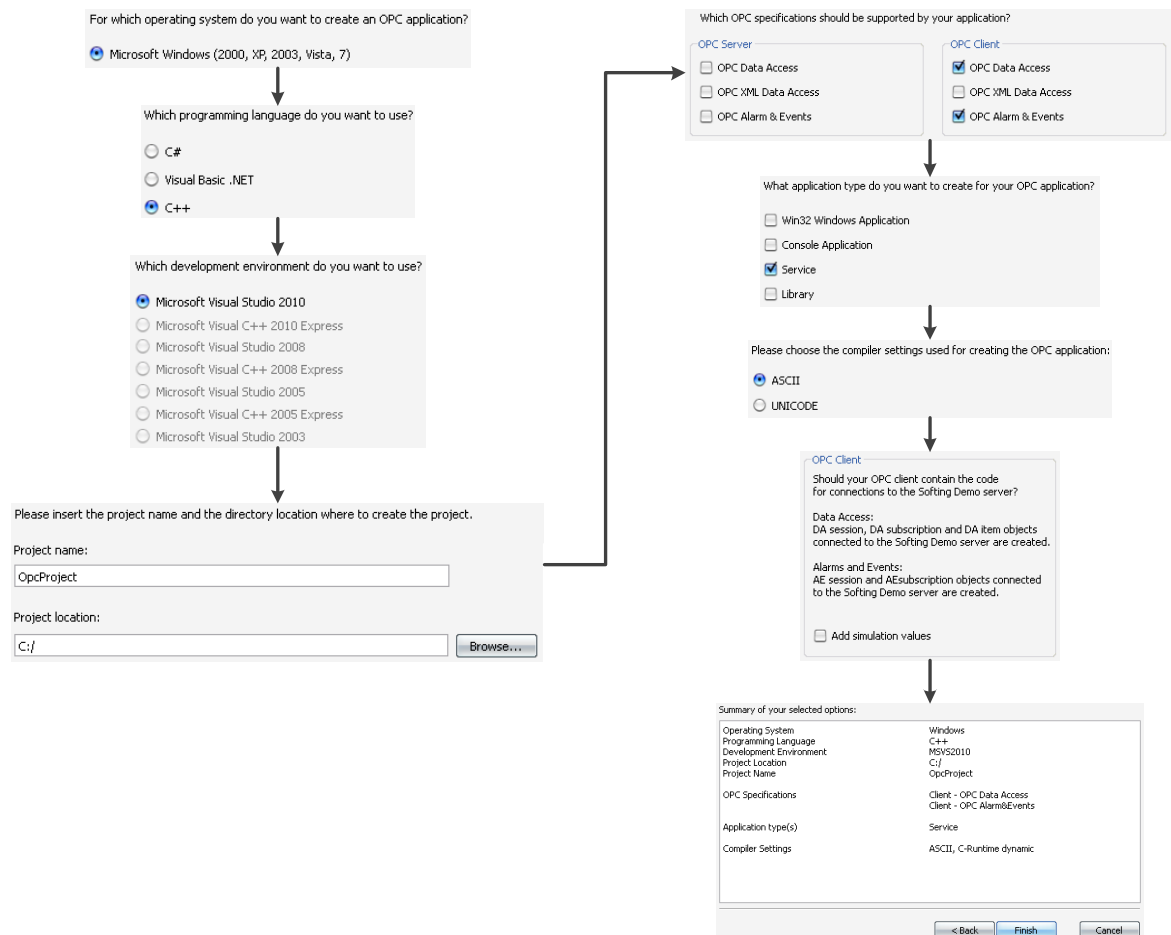 For which operating system do you want to create an OPC application?
Microsoft Windows (2000, XP, 2003, Vista, 7)
Which programming language do you want to use?
C#
Visual Basic .NET
C++
Which development environment do you want to use?
Microsoft Visual Studio 2010
Microsoft Visual C++ 2010 Express
Microsoft Visual Studio 2008
Microsoft Visual C++ 2008 Express
Microsoft Visual Studio 2005
Microsoft Visual C++ 2005 Express
Microsoft Visual Studio 2003
Please insert the project name and the directory location where to create the project.
Project name:
OpcProject
Project location:
C:/
Browse...
Which OPC specifications should be supported by your application?
OPC Server
OPC Data Access
OPC XML Data Access
OPC Alarm & Events
OPC Client
OPC Data Access
OPC XML Data Access
OPC Alarm & Events
What application type do you want to create for your OPC application?
Win32 Windows Application
Console Application
Service
Library
Please choose the compiler settings used for creating the OPC application:
ASCII
UNICODE
OPC Client
Should your OPC client contain the code
for connections to the Softing Demo server?
Data Access:
DA session, DA subscription and DA item objects
connected to the Softing Demo server are created.
Alarms and Events:
AE session and AEsubscription objects connected
to the Softing Demo server are created.
Add simulation values
Summary of your selected options:
Operating System Windows
Programming Language C++
Development Environment MSVS2010
Project Location C:/
Project Name OpcProject
OPC Specifications Client - OPC Data Access
Client - OPC Alarm&Events
Application type(s) Service
Compiler Settings ASCII, C-Runtime dynamic
< Back Finish Cancel